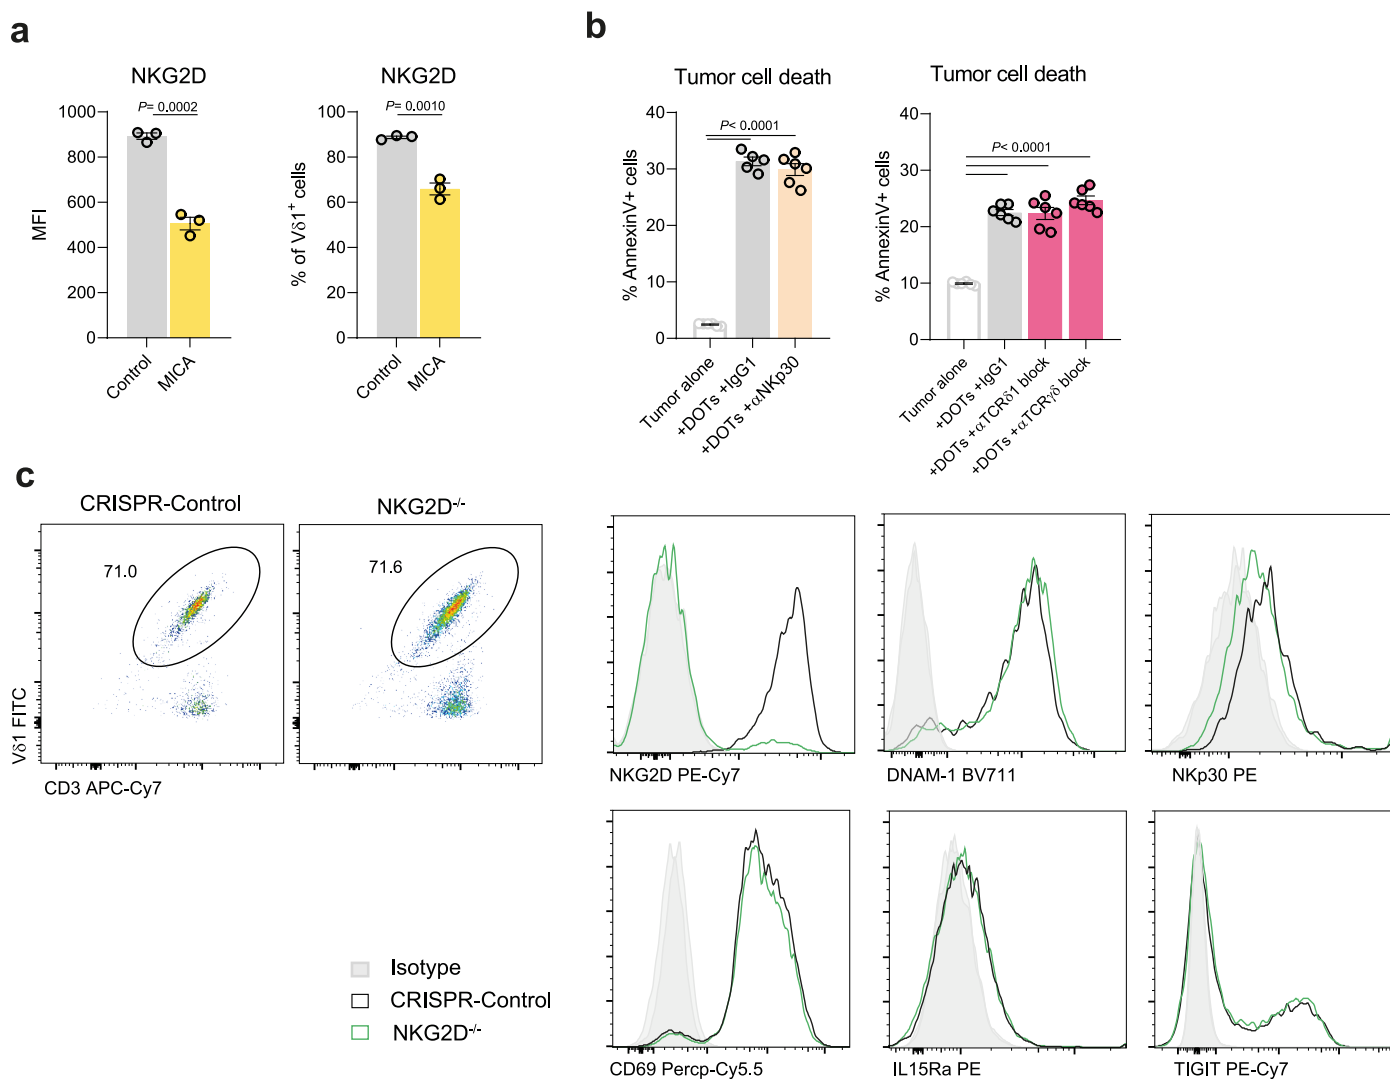 a
NKG2D
P= 0.0002
1000
800
600
400
200
0
MFI
Control
MICA
NKG2D
P= 0.0010
100
80
60
40
20
0
% of Vδ1+ cells
Control
MICA
b
Tumor cell death
P< 0.0001
40
30
20
10
0
% AnnexinV+ cells
Tumor alone
+DOTs +IgG1
+DOTs +αNKp30
Tumor cell death
P< 0.0001
40
30
20
10
0
% AnnexinV+ cells
Tumor alone
+DOTs +IgG1
+DOTs +αTCRδ1 block
+DOTs +αTCRγδ block
c
CRISPR-Control
71.0
NKG2D-/-
71.6
Vδ1 FITC
CD3 APC-Cy7
NKG2D PE-Cy7
DNAM-1 BV711
NKp30 PE
CD69 Percp-Cy5.5
IL15Ra PE
TIGIT PE-Cy7
Isotype
CRISPR-Control
NKG2D-/-